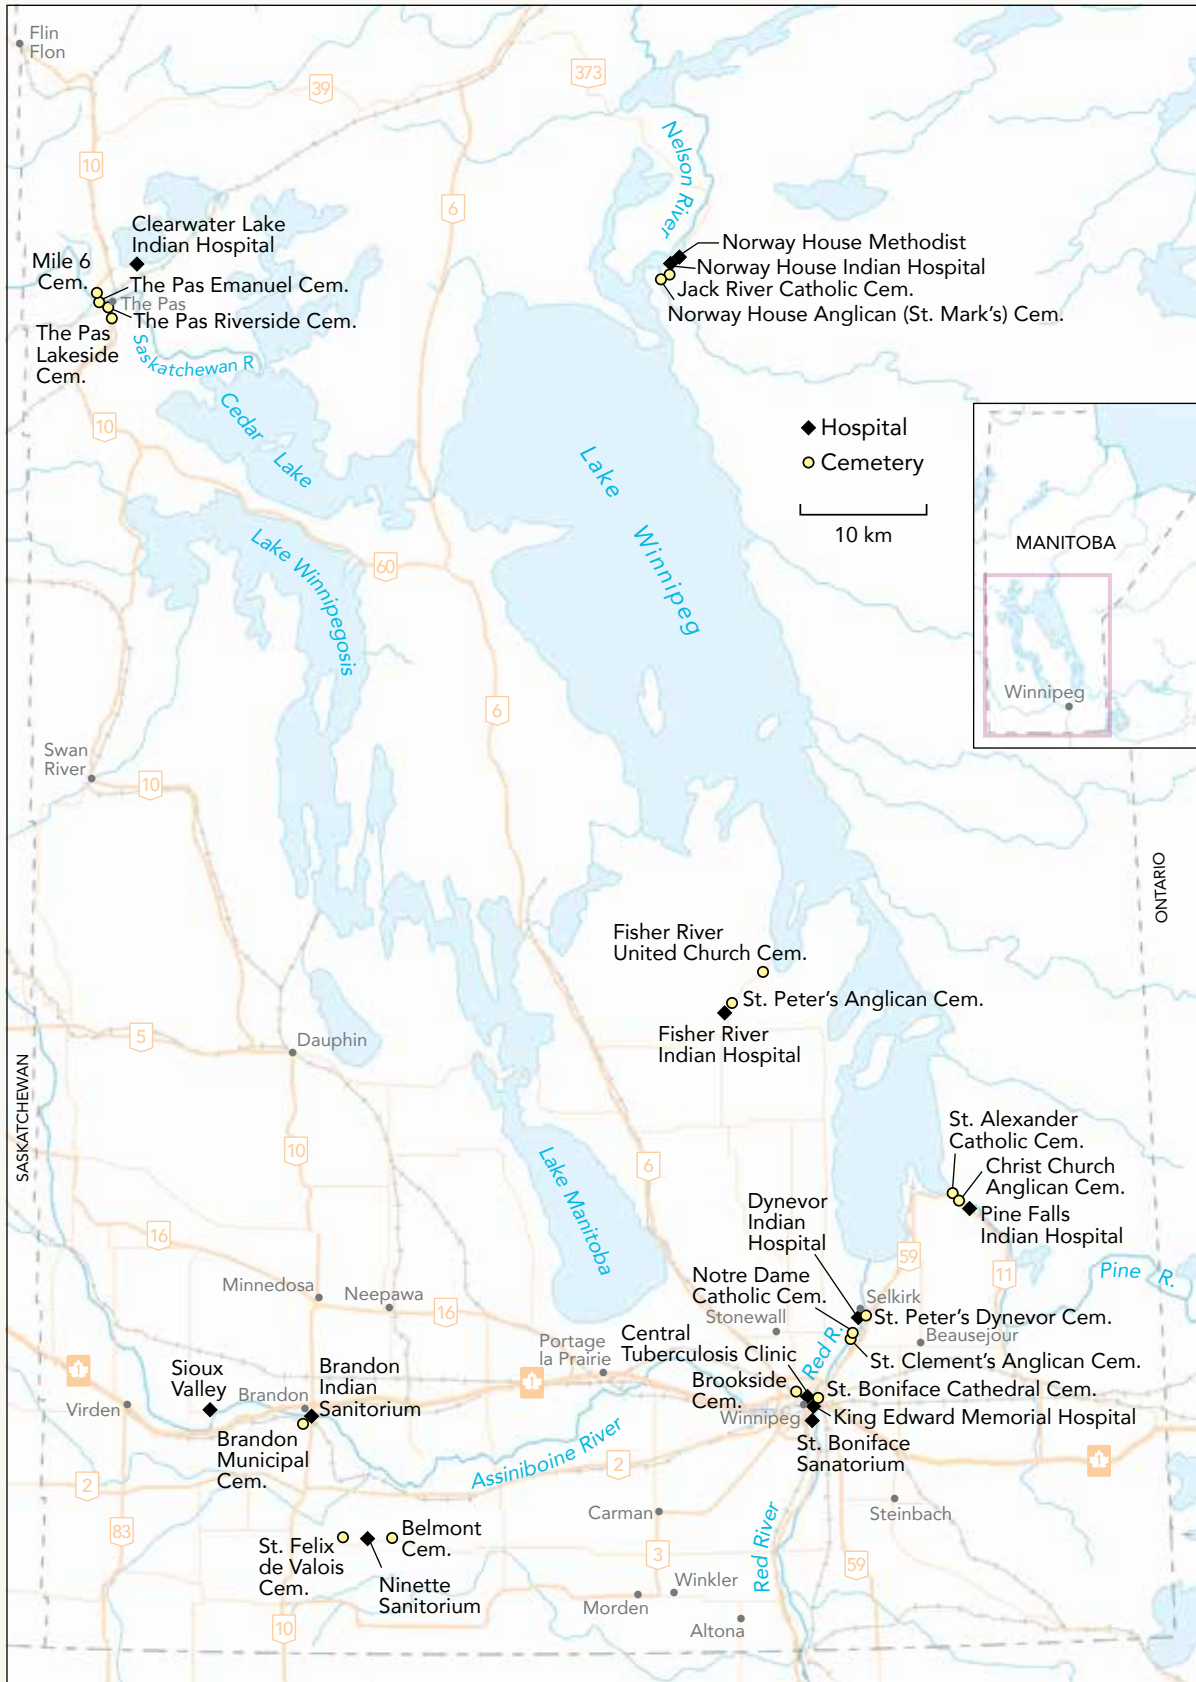 Flin
Flon
39
373
10
6
Nelson River
Clearwater Lake
Indian Hospital
Mile 6
Cem.
The Pas Emanuel Cem.
The Pas
The Pas Riverside Cem.
The Pas
Lakeside
Cem.
Saskatchewan R
Norway House Methodist
Norway House Indian Hospital
Jack River Catholic Cem.
Norway House Anglican (St. Mark's) Cem.
10
Cedar
Lake
Lake
Winnipeg
Hospital
Cemetery
10 km
MANITOBA
Winnipeg
Lake Winnipegosis
60
6
Swan
River
10
ONTARIO
SASKATCHEWAN
Fisher River
United Church Cem.
St. Peter's Anglican Cem.
Fisher River
Indian Hospital
5
Dauphin
10
6
Lake Manitoba
St. Alexander
Catholic Cem.
Christ Church
Anglican Cem.
Pine Falls
Indian Hospital
Dynevor
Indian
Hospital
59
11
Pine R.
16
Minnedosa
Neepawa
16
Notre Dame
Catholic Cem.
Selkirk
St. Peter's Dynevor Cem.
Stonewall
Red R.
Beausejour
St. Clement's Anglican Cem.
Portage
la Prairie
Central
Tuberculosis Clinic
Brookside
Cem.
St. Boniface Cathedral Cem.
Winnipeg
King Edward Memorial Hospital
St. Boniface
Sanatorium
1
1
1
Sioux
Valley
Virden
Brandon
Brandon
Indian
Sanitorium
Brandon
Municipal
Cem.
Assiniboine River
2
2
83
Carman
Steinbach
St. Felix
de Valois
Cem.
Belmont
Cem.
Ninette
Sanitorium
3
Red River
59
Winkler
Morden
Altona
10